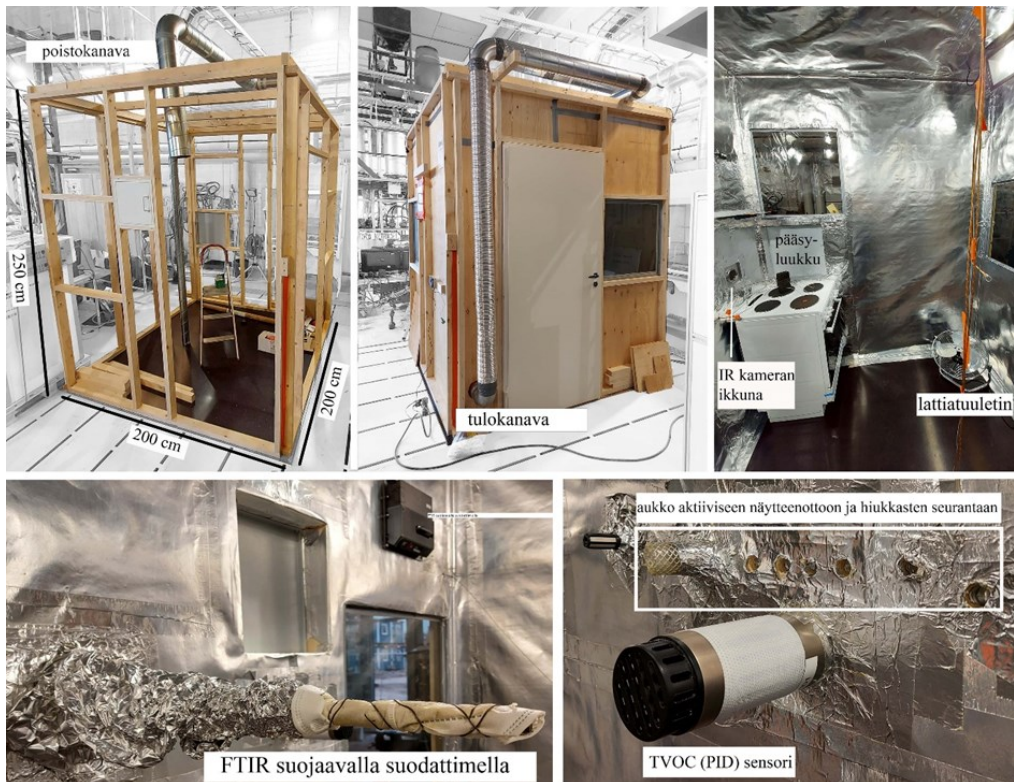 poistokanava
250 cm
200 cm
200 cm
tulokanava
pääsy-
luukku
IR kameran
ikkuna
lattiatuuletin
FTIR suojaavalla suodattimella
aukko aktiiviseen näytteenottoon ja hiukkasten seurantaan
TVOC (PID) sensori